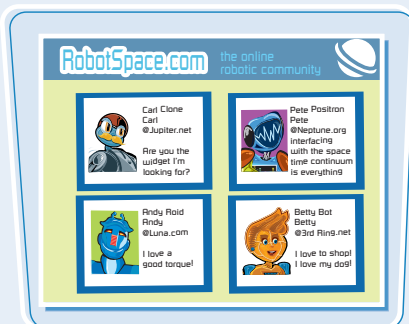 RobotSpace.com
the online
robotic community
Carl Clone
Carl
@Jupiter.net
Are you the
widget I'm
looking for?
Pete Positron
Pete
@Neptune.org
interfacing
with the space
time continuum
is everything
Andy Roid
Andy
@Luna.com
I love a
good torque!
Betty Bot
Betty
@3rd Ring.net
I love to shop!
I love my dog!